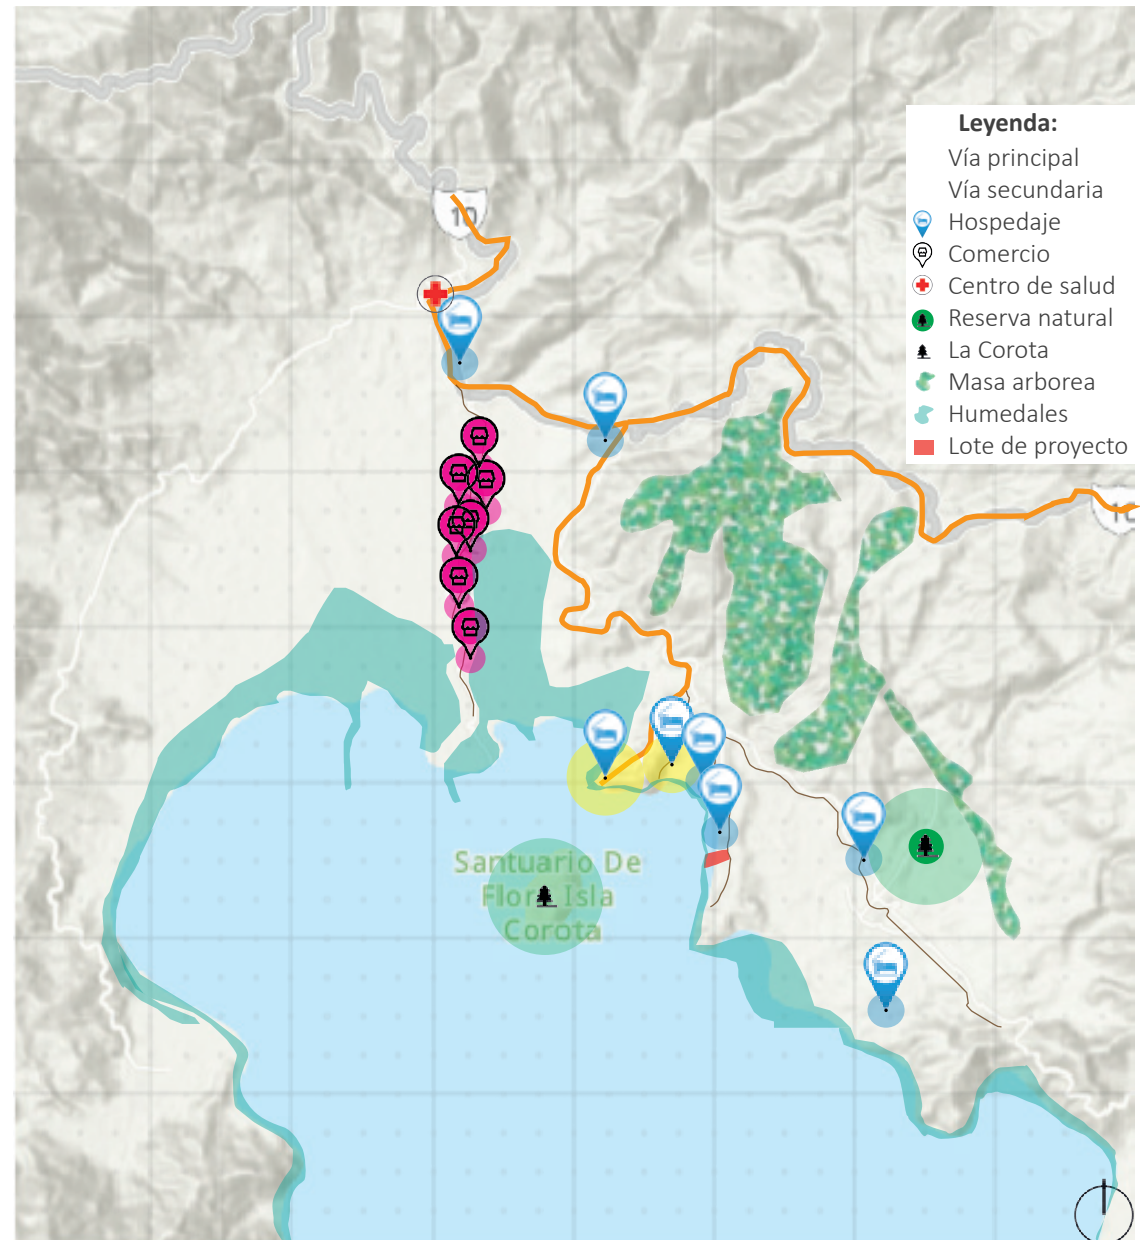 Leyenda:
Vía principal
Vía secundaria
Hospedaje
Comercio
Centro de salud
Reserva natural
La Corota
Masa arborea
Humedales
Lote de proyecto
10
10
Santuario De
Flora Isla
Corota